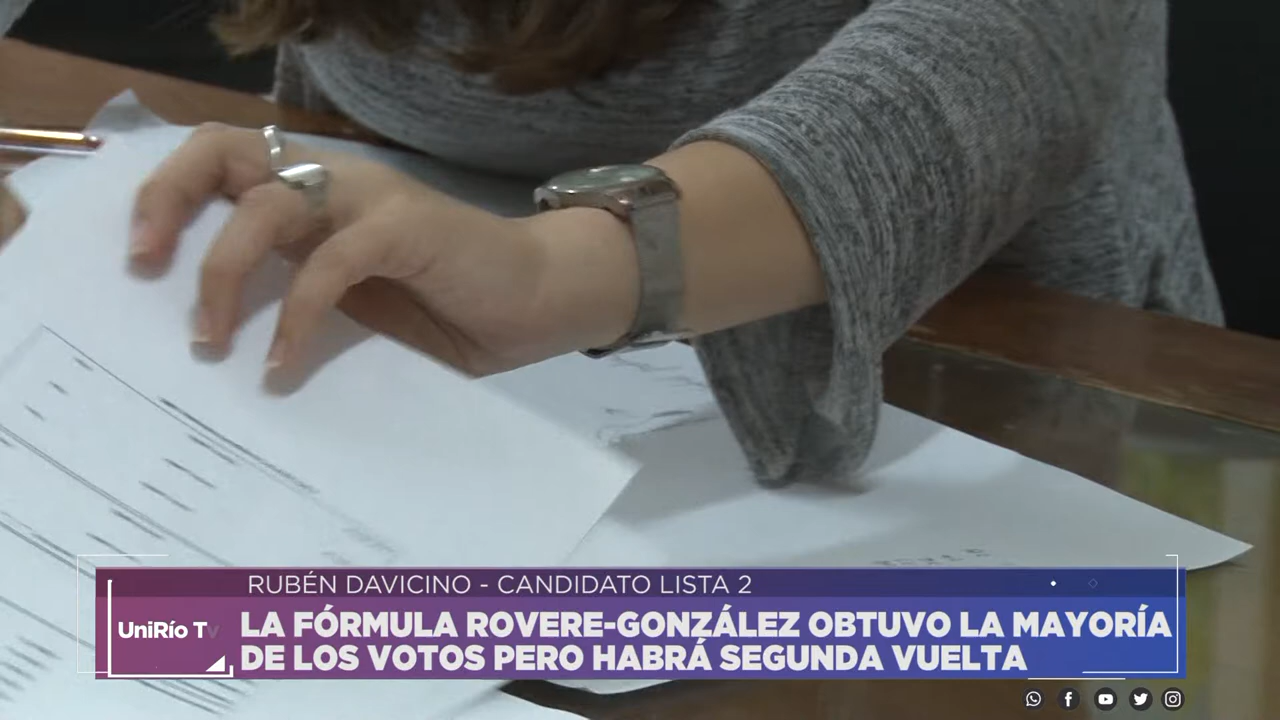 RUBÉN DAVICINO - CANDIDATO LISTA 2
UniRío Tv
LA FÓRMULA ROVERE-GONZÁLEZ OBTUVO LA MAYORÍA
DE LOS VOTOS PERO HABRÁ SEGUNDA VUELTA